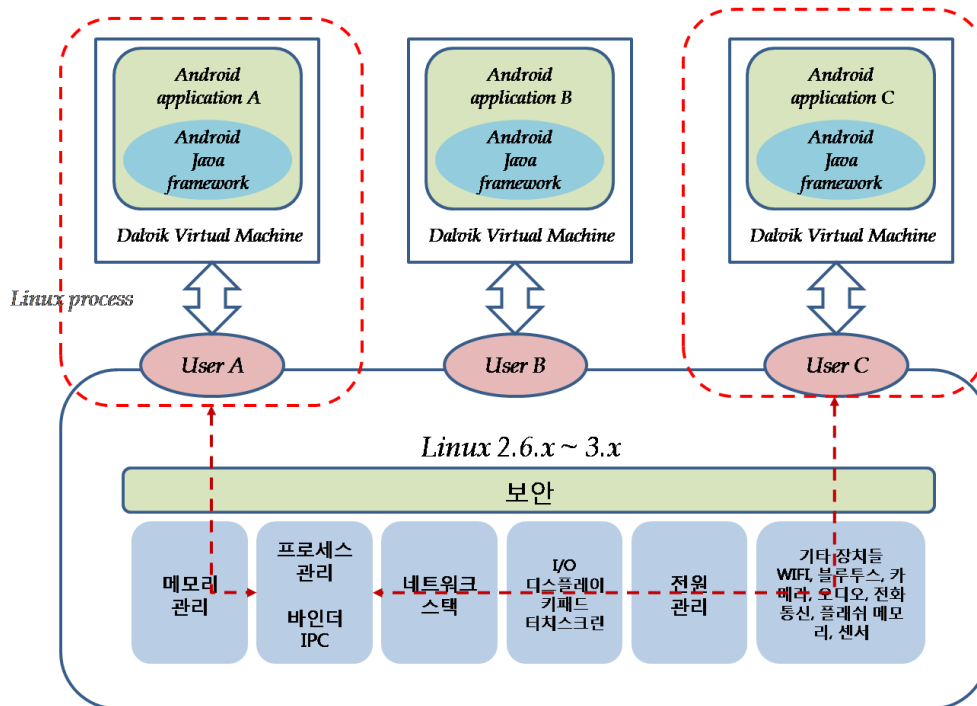 Android
application A
Android
Java
framework
Dalvik Virtual Machine
Android
application B
Android
Java
framework
Dalvik Virtual Machine
Android
application C
Android
Java
framework
Dalvik Virtual Machine
Linux process
User A
User B
User C
Linux 2.6.x ~ 3.x
보안
메모리
관리
프로세스
관리
바인더
IPC
네트워크
스택
I/O
디스플레이
키패드
터치스크린
전원
관리
기타 장치들
WIFI, 블루투스, 카
메라, 오디오, 전화
통신, 플래쉬 메모
리, 센서